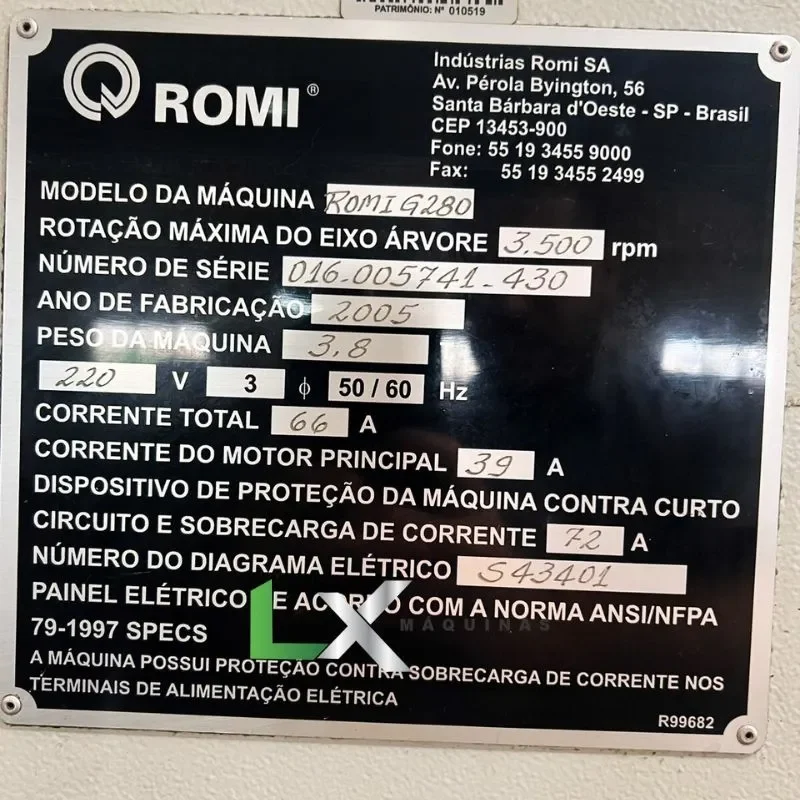 PATRIMÔNIO: Nº 010519
ROMI®
Indústrias Romi SA
Av. Pérola Byington, 56
Santa Bárbara d'Oeste - SP - Brasil
CEP 13453-900
Fone: 55 19 3455 9000
Fax: 55 19 3455 2499
MODELO DA MÁQUINA ROMI G280
ROTAÇÃO MÁXIMA DO EIXO ÁRVORE 3.500 rpm
NÚMERO DE SÉRIE 016-005741-430
ANO DE FABRICAÇÃO 2005
PESO DA MÁQUINA 3,8
220 V 3 ϕ 50 / 60 Hz
CORRENTE TOTAL 66 A
CORRENTE DO MOTOR PRINCIPAL 39 A
DISPOSITIVO DE PROTEÇÃO DA MÁQUINA CONTRA CURTO
CIRCUITO E SOBRECARGA DE CORRENTE 72 A
NÚMERO DO DIAGRAMA ELÉTRICO S43401
PAINEL ELÉTRICO DE ACORDO COM A NORMA ANSI/NFPA
79-1997 SPECS
LX MÁQUINAS
A MÁQUINA POSSUI PROTEÇÃO CONTRA SOBRECARGA DE CORRENTE NOS
TERMINAIS DE ALIMENTAÇÃO ELÉTRICA
R99682